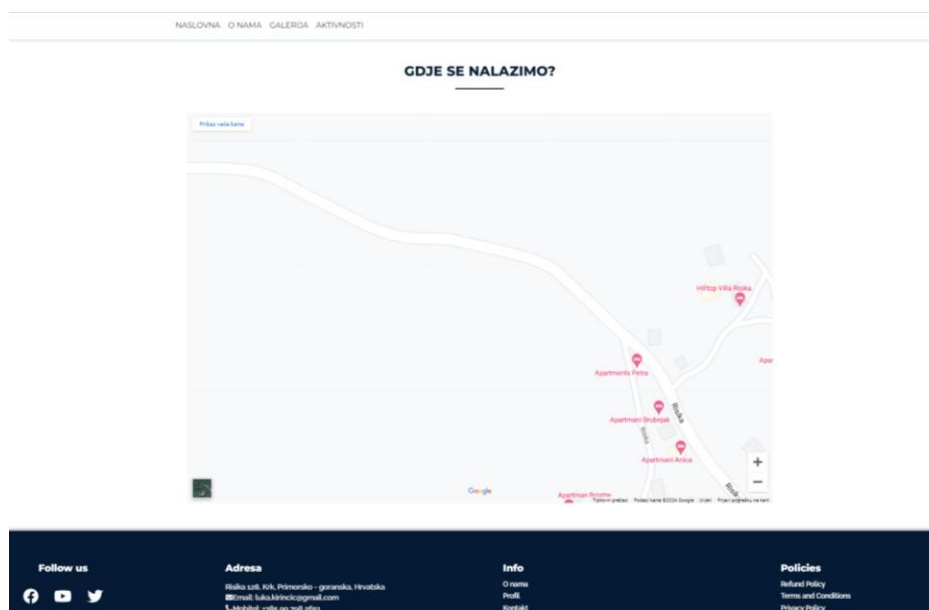 NASLOVNA O NAMA GALERIJA AKTIVNOSTI
GDJE SE NALAZIMO?
Prikaz veće karte
Hilltop Villa Risika
Apartments Petra
Risika
Apartmani Brubnjak
Risika
Apartmani Anica
Google
Follow us
Adresa
Risika 128, Krk, Primorsko - goranska, Hrvatska
Email: luka.kirincic@gmail.com
Info
O nama
Profil
Kontakt
Policies
Refund Policy
Terms and Conditions
Privacy Policy